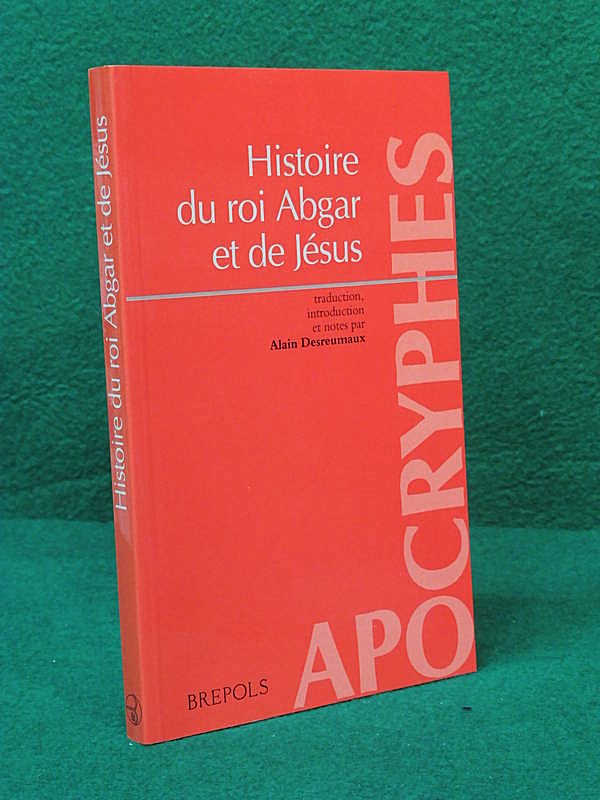 Histoire du roi Abgar et de Jésus
Histoire
du roi Abgar
et de Jésus
traduction,
introduction
et notes par
Alain Desreumaux
APOCRYPHES
BREPOLS